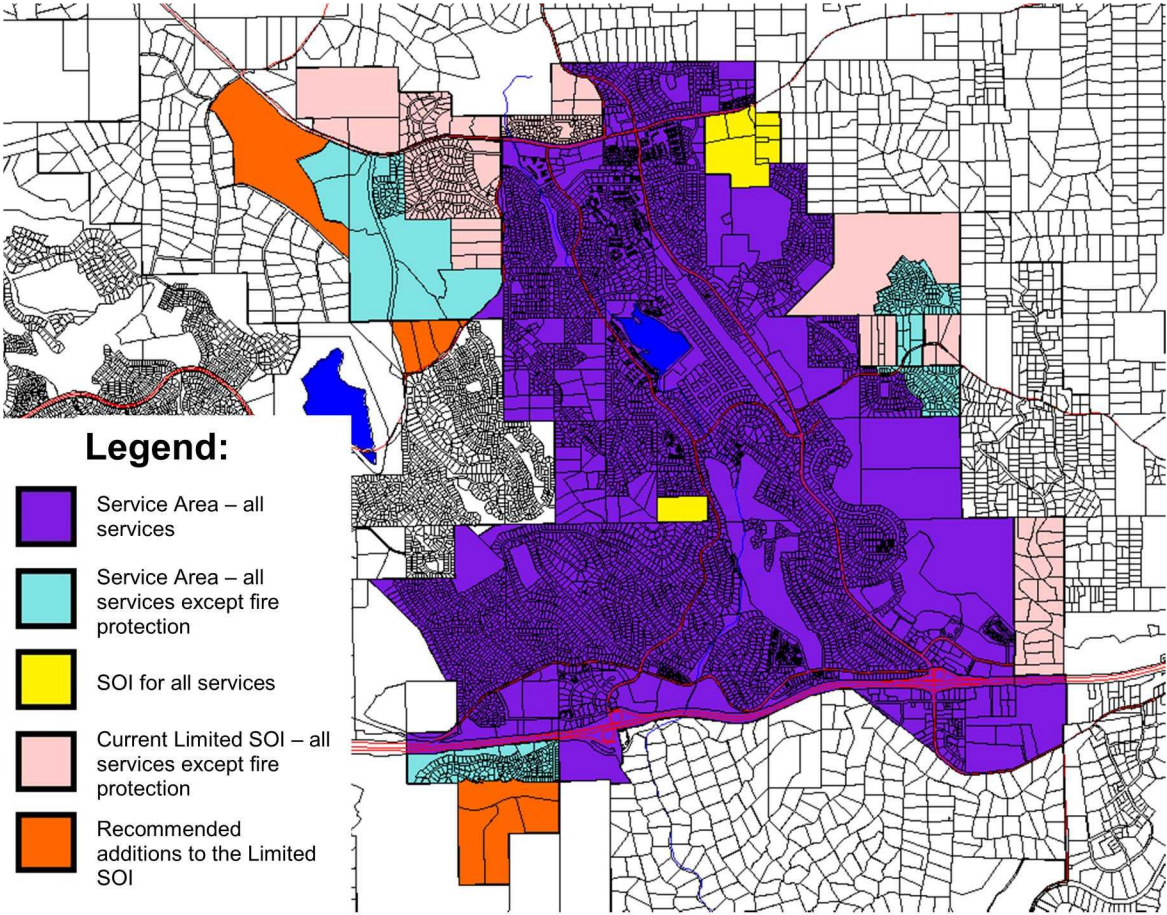 Legend:
Service Area – all
services
Service Area – all
services except fire
protection
SOI for all services
Current Limited SOI – all
services except fire
protection
Recommended
additions to the Limited
SOI